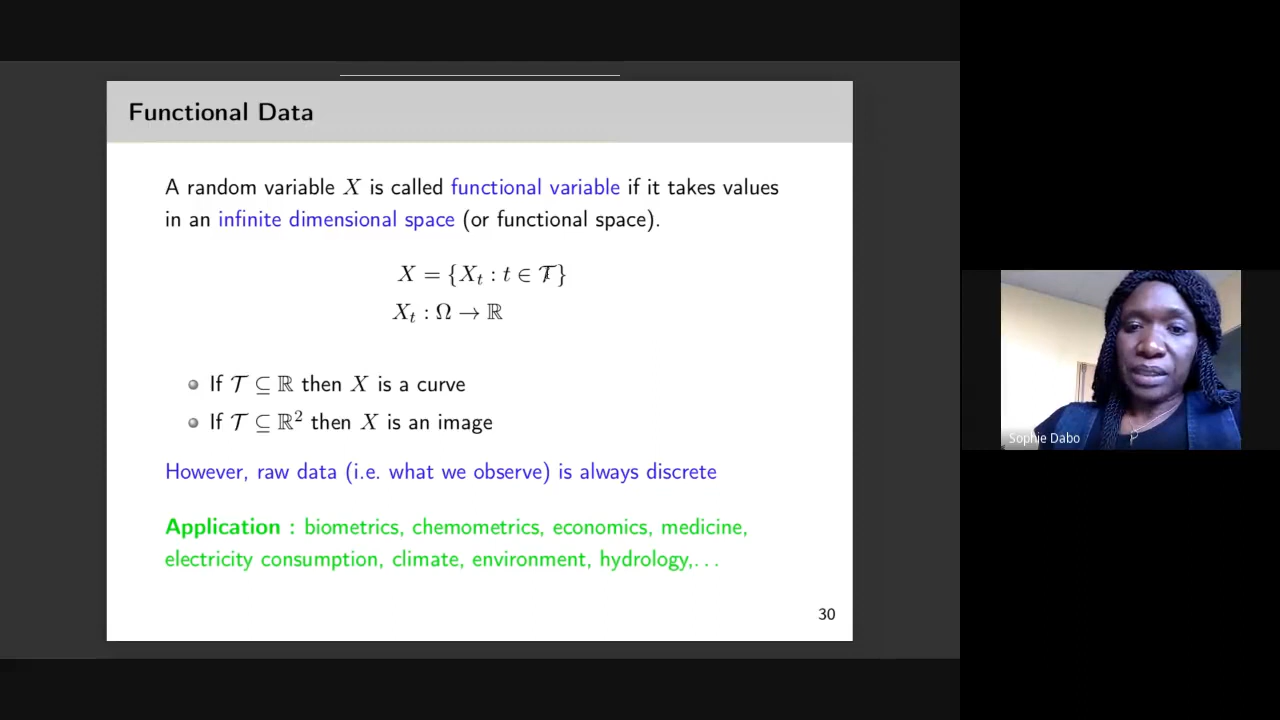 Functional Data
A random variable X is called functional variable if it takes values
in an infinite dimensional space (or functional space).
X = {X_t : t ∈ 𝒯}
X_t : Ω → ℝ
If 𝒯 ⊆ ℝ then X is a curve
If 𝒯 ⊆ ℝ² then X is an image
However, raw data (i.e. what we observe) is always discrete
Application : biometrics, chemometrics, economics, medicine,
electricity consumption, climate, environment, hydrology,...
30
Sophie Dabo